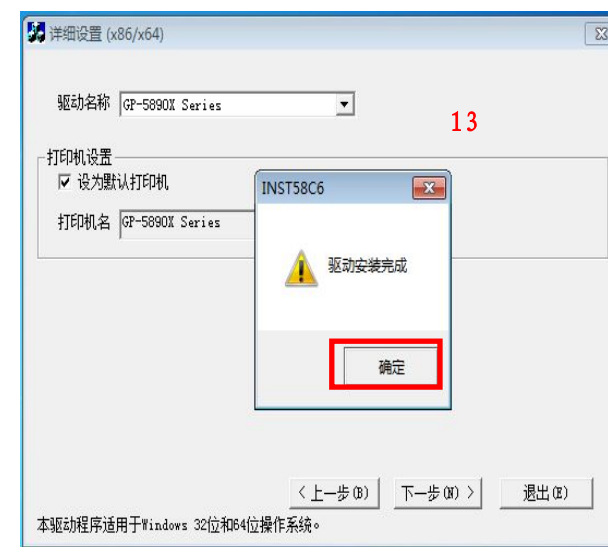 详细设置 (x86/x64)
驱动名称 GP-5890X Series
13
打印机设置
设为默认打印机
打印机名 GP-5890X Series
INST58C6
驱动安装完成
确定
<上一步(B) 下一步(N)> 退出(E)
本驱动程序适用于Windows 32位和64位操作系统。